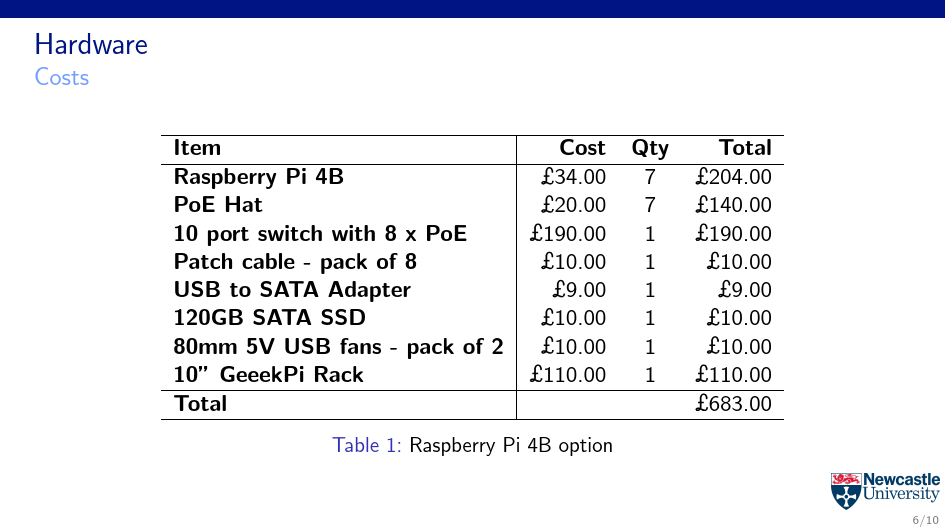 Hardware
Costs
Item Cost Qty Total
Raspberry Pi 4B £34.00 7 £204.00
PoE Hat £20.00 7 £140.00
10 port switch with 8 x PoE £190.00 1 £190.00
Patch cable - pack of 8 £10.00 1 £10.00
USB to SATA Adapter £9.00 1 £9.00
120GB SATA SSD £10.00 1 £10.00
80mm 5V USB fans - pack of 2 £10.00 1 £10.00
10” GeeekPi Rack £110.00 1 £110.00
Total £683.00
Table 1: Raspberry Pi 4B option
Newcastle
University
6/10